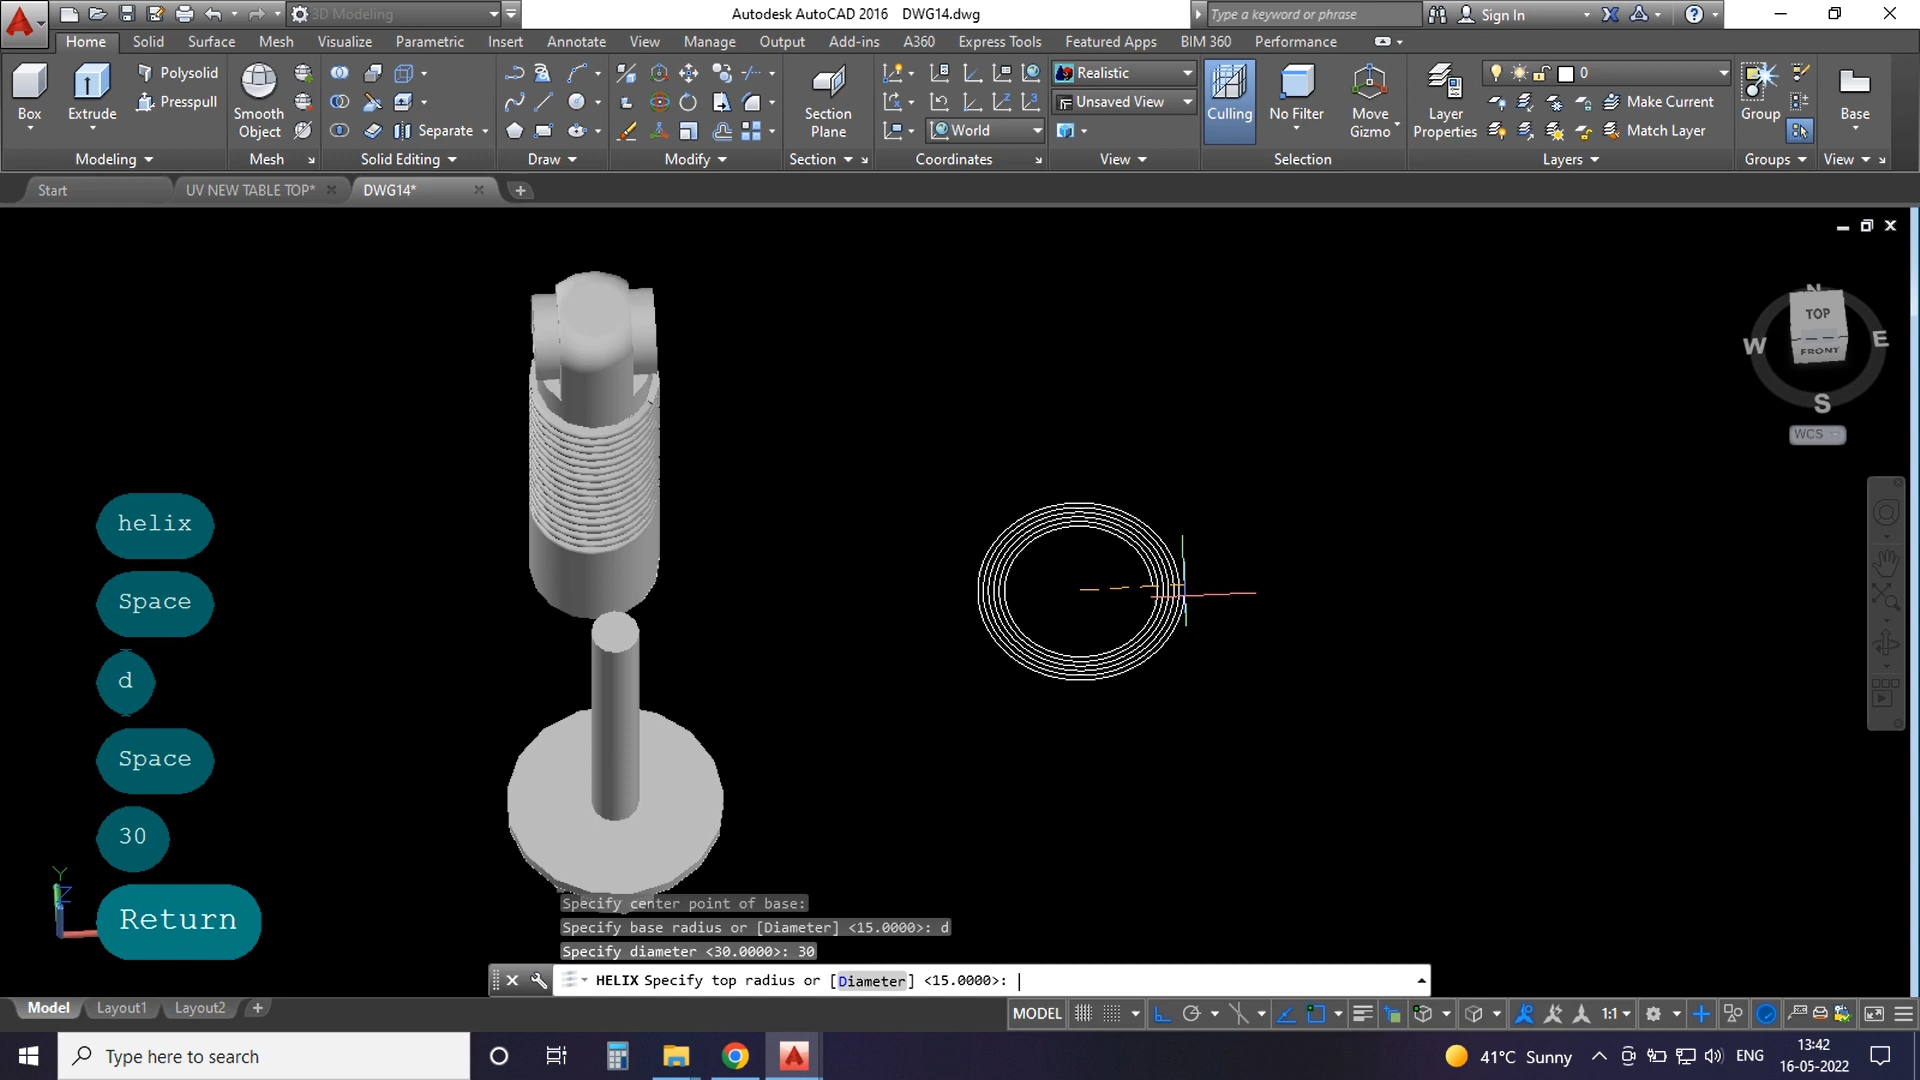 3D Modeling
Autodesk AutoCAD 2016 DWG14.dwg
Type a keyword or phrase
Sign In
Home Solid Surface Mesh Visualize Parametric Insert Annotate View Manage Output Add-ins A360 Express Tools Featured Apps BIM 360 Performance
Box
Extrude
Polysolid
Presspull
Modeling
Smooth
Object
Mesh
Separate
Solid Editing
Draw
Modify
Section
Plane
Section
World
Coordinates
Realistic
Unsaved View
View
Culling
No Filter
Move
Gizmo
Selection
Layer
Properties
0
Make Current
Match Layer
Layers
Group
Groups
Base
View
Start
UV NEW TABLE TOP*
DWG14*
N
TOP
W
E
FRONT
S
WCS
helix
Space
d
Space
30
Return
Y
Z
Specify center point of base:
Specify base radius or [Diameter] <15.0000>: d
Specify diameter <30.0000>: 30
HELIX Specify top radius or [Diameter] <15.0000>:
Model Layout1 Layout2
MODEL
1:1
Type here to search
41°C Sunny
ENG
13:42
16-05-2022